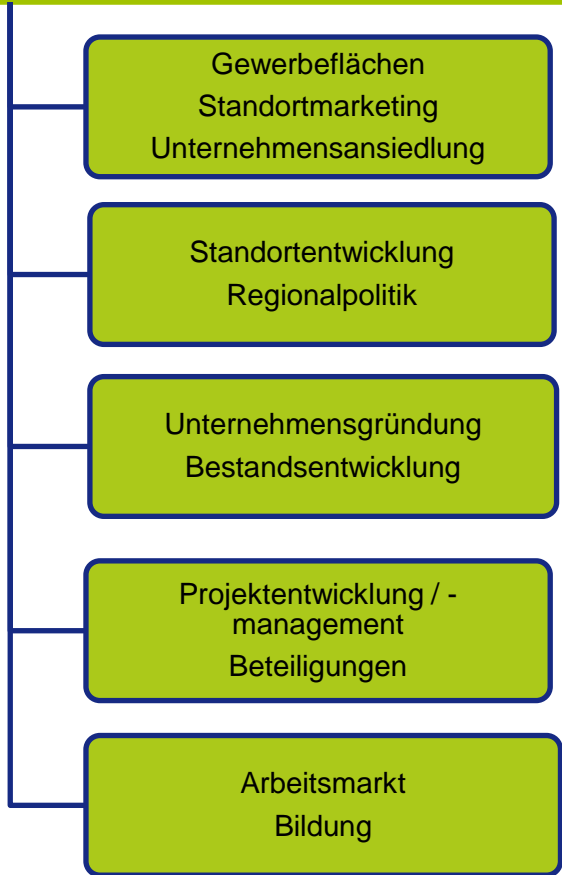 Gewerbeflächen
Standortmarketing
Unternehmensansiedlung
Standortentwicklung
Regionalpolitik
Unternehmensgründung
Bestandsentwicklung
Projektentwicklung / -
management
Beteiligungen
Arbeitsmarkt
Bildung